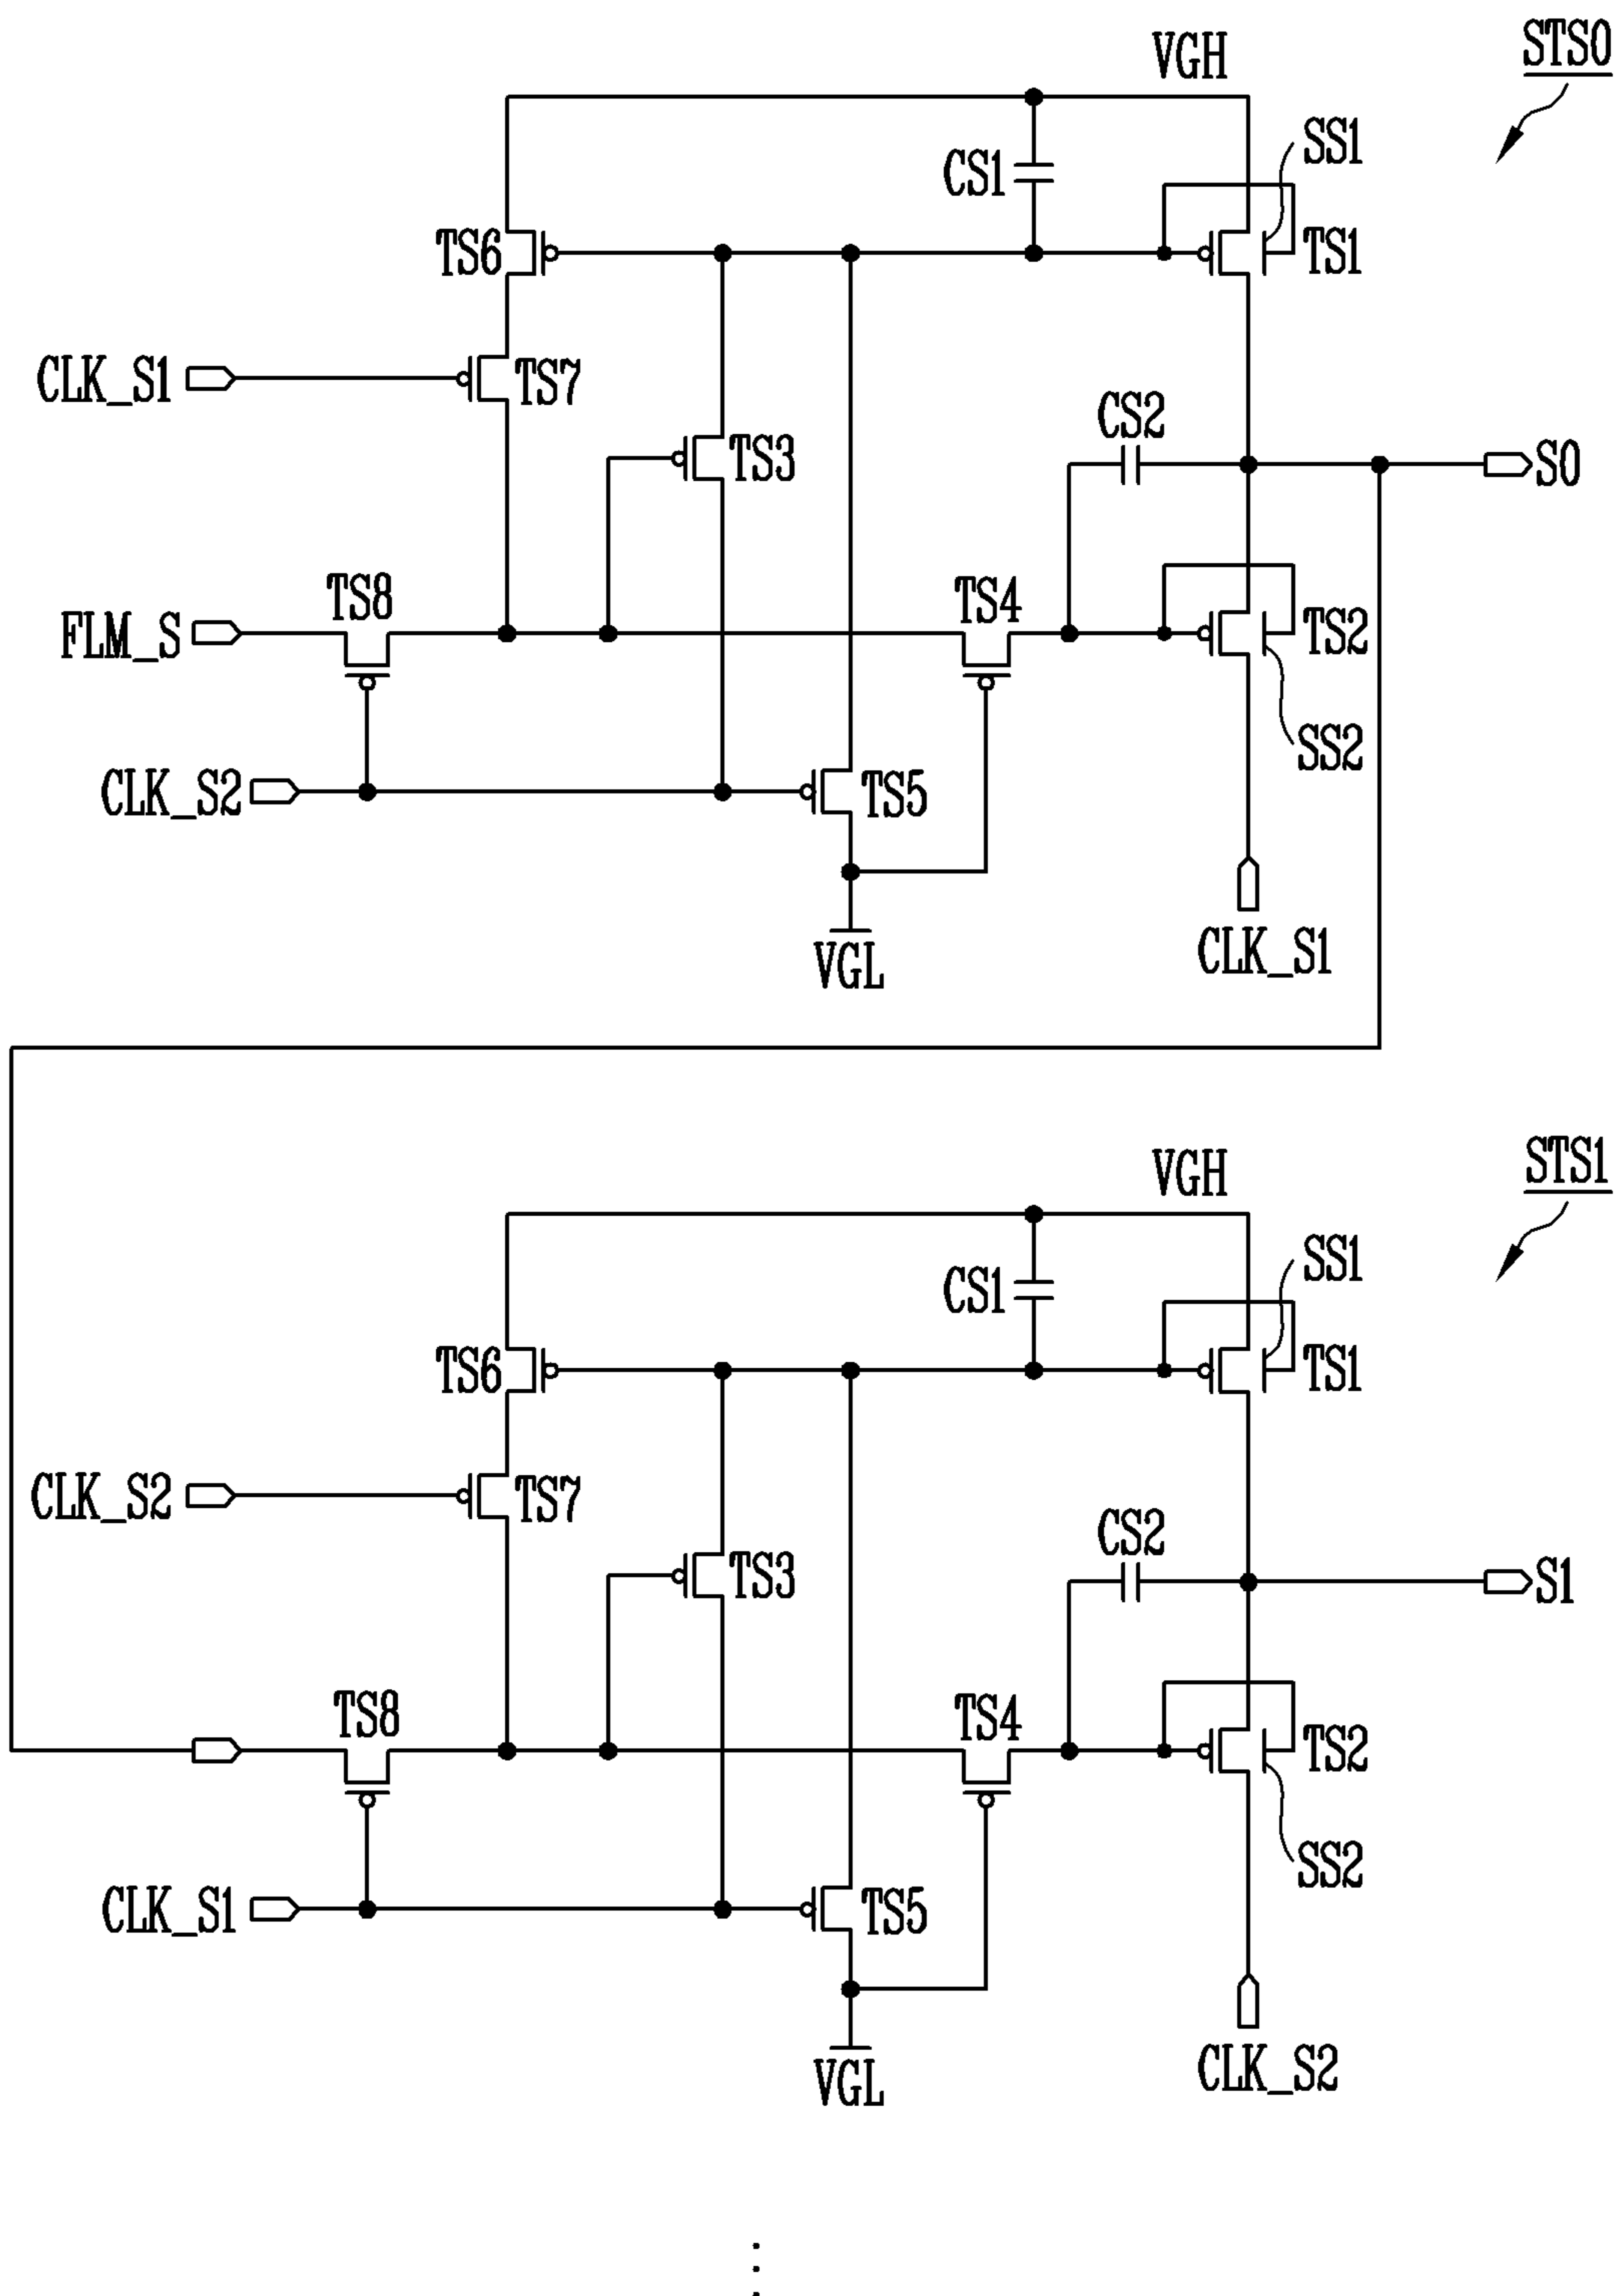 STS0
VGH
SS1
CS1
TS6
TS1
CLK_S1
TS7
CS2
TS3
S0
TS8
TS4
FLM_S
TS2
SS2
CLK_S2
TS5
CLK_S1
VGL
STS1
VGH
SS1
CS1
TS6
TS1
CLK_S2
TS7
CS2
TS3
S1
TS8
TS4
TS2
SS2
CLK_S1
TS5
CLK_S2
VGL